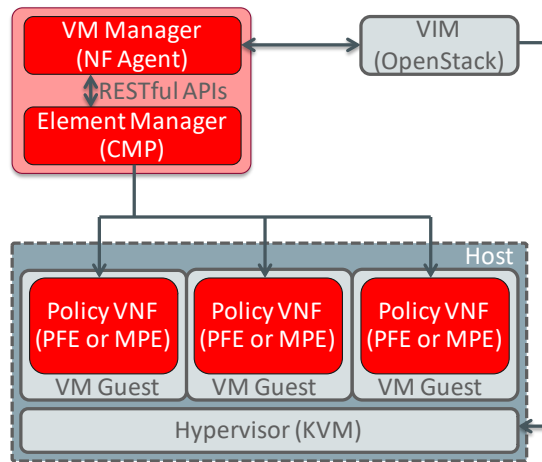 VM Manager
(NF Agent)
VIM
(OpenStack)
RESTful APIs
Element Manager
(CMP)
Host
Policy VNF
(PFE or MPE)
VM Guest
Policy VNF
(PFE or MPE)
VM Guest
Policy VNF
(PFE or MPE)
VM Guest
Hypervisor (KVM)